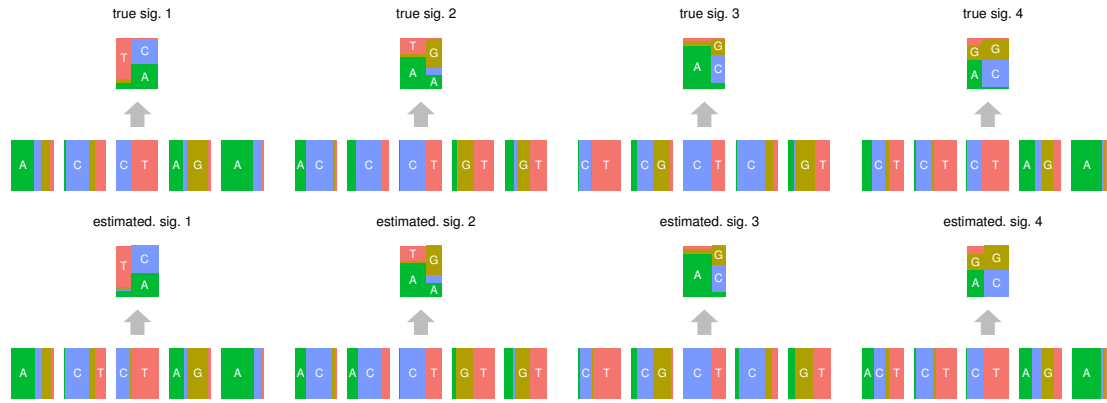 true sig. 1 true sig. 2 true sig. 3 true sig. 4
C T G G
T T G G
A A A C
A A C A
A C C T A G A
A C C C T G T G T
C T C G C T C G T
C T C T C T A G A
estimated. sig. 1 estimated. sig. 2 estimated. sig. 3 estimated. sig. 4
T C A
T G A A
G A C
G G A C
A C T C T A G A
A C A C C T G T G T
C T C G C T C G T
A C T C T C T A G A